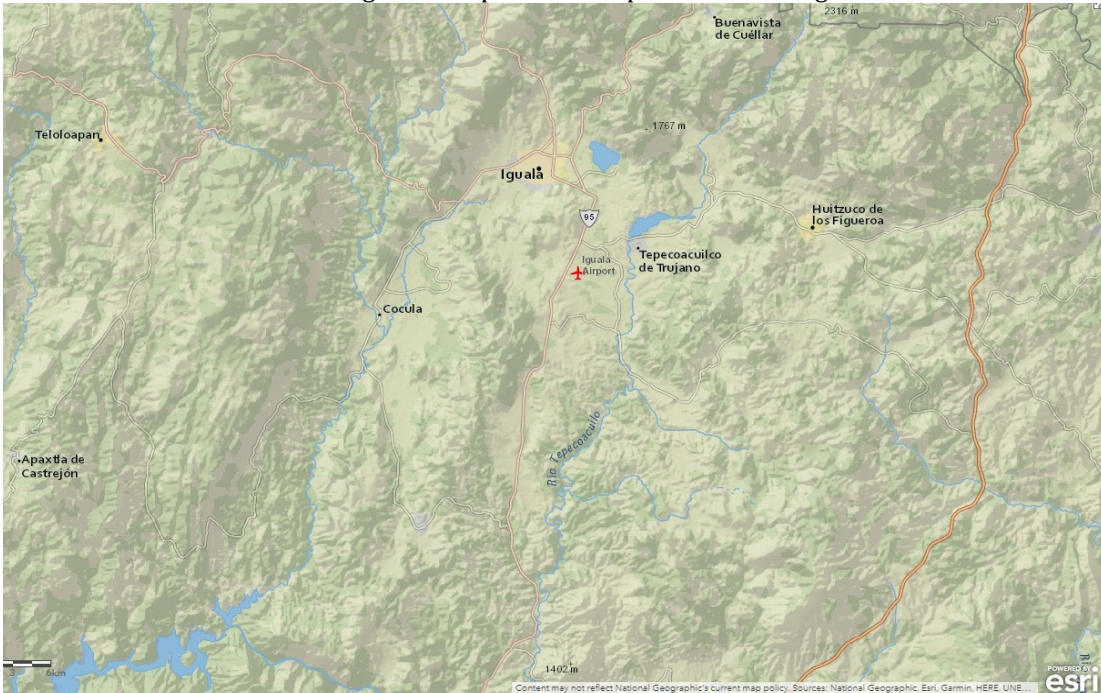 2316 m
Buenavista
de Cuéllar
Teloloapan
1767 m
Iguala
95
Huitzuco de
los Figueroa
Tepecoacuilco
de Trujano
Iguala
Airport
Cocula
Río Tepecoacuilo
Apaxtla de
Castrejón
1402 m
3 6km
Content may not reflect National Geographic's current map policy. Sources: National Geographic, Esri, Garmin, HERE, UNE...
POWERED BY
esri